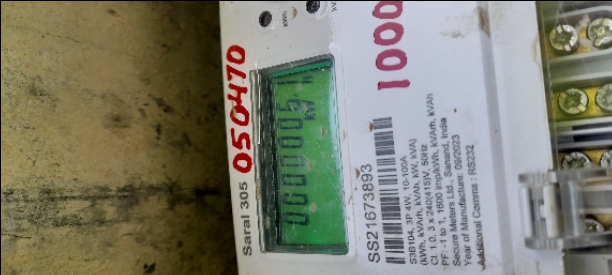 kWh
Saral 305
050470
kW h
1000
SS21673893
S3B104, 3P 4W, 10-100A
(kWh, kVArh, kVAh, kW, kVA)
Cl. 1.0, 3 x 240(415)V, 50Hz
PF. -1 to 1, 1600 imp/kWh, kVArh, kVAh
Secure Meters Ltd., Sanand, India
Year of Manufacture: 09/2023
Additional Comms : RS232